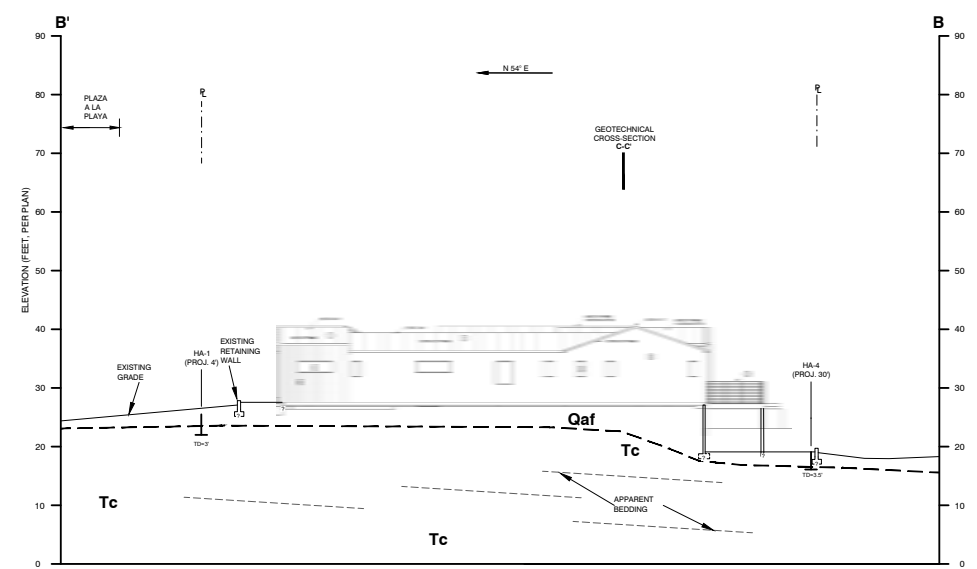 B'
B
90
90
N 54° E
80
80
PLAZA
A LA
PLAYA
PL
PL
GEOTECHNICAL
CROSS-SECTION
C-C'
70
70
ELEVATION (FEET, PER PLAN)
60
60
50
50
40
40
HA-1
(PROJ. 4')
EXISTING
RETAINING
WALL
EXISTING
GRADE
HA-4
(PROJ. 30')
30
30
?
?
Qaf
Tc
?
?
?
TD=3'
TD=3.5'
20
20
APPARENT
BEDDING
Tc
10
10
Tc
0
0